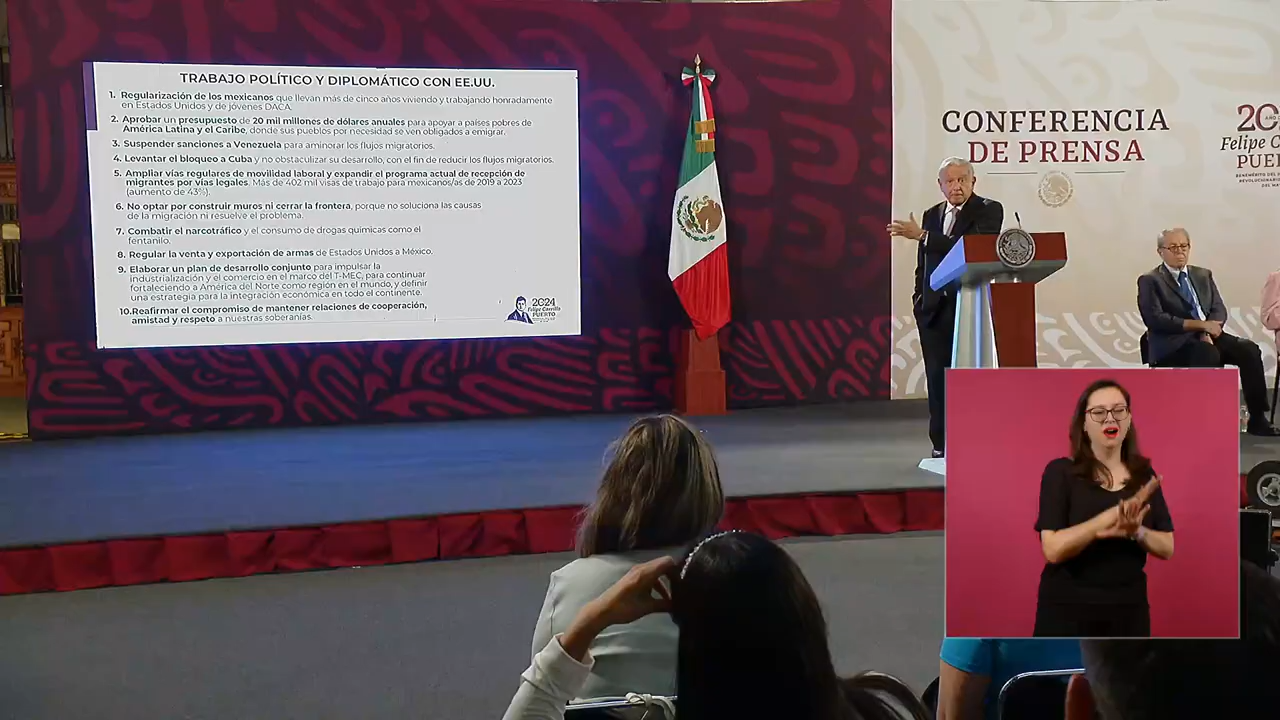 TRABAJO POLÍTICO Y DIPLOMÁTICO CON EE.UU.
1. Regularización de los mexicanos que llevan más de cinco años viviendo y trabajando honradamente
en Estados Unidos y de jóvenes DACA.
2. Aprobar un presupuesto de 20 mil millones de dólares anuales para apoyar a países pobres de
América Latina y el Caribe, donde sus pueblos por necesidad se ven obligados a emigrar.
3. Suspender sanciones a Venezuela para aminorar los flujos migratorios.
4. Levantar el bloqueo a Cuba y no obstaculizar su desarrollo, con el fin de reducir los flujos migratorios.
5. Ampliar vías regulares de movilidad laboral y expandir el programa actual de recepción de
migrantes por vías legales. Más de 402 mil visas de trabajo para mexicanos/as de 2019 a 2023
(aumento de 43%).
6. No optar por construir muros ni cerrar la frontera, porque no soluciona las causas
de la migración ni resuelve el problema.
7. Combatir el narcotráfico y el consumo de drogas químicas como el
fentanilo.
8. Regular la venta y exportación de armas de Estados Unidos a México.
9. Elaborar un plan de desarrollo conjunto para impulsar la
industrialización y el comercio en el marco del T-MEC, para continuar
fortaleciendo a América del Norte como región en el mundo, y definir
una estrategia para la integración económica en todo el continente.
10. Reafirmar el compromiso de mantener relaciones de cooperación,
amistad y respeto a nuestras soberanías.
2024
Felipe Carrillo
PUERTO
CONFERENCIA
DE PRENSA
20
AÑO DE
Felipe C
PUER
BENEMÉRITO DEL
REVOLUCIONARIO
DEL MA